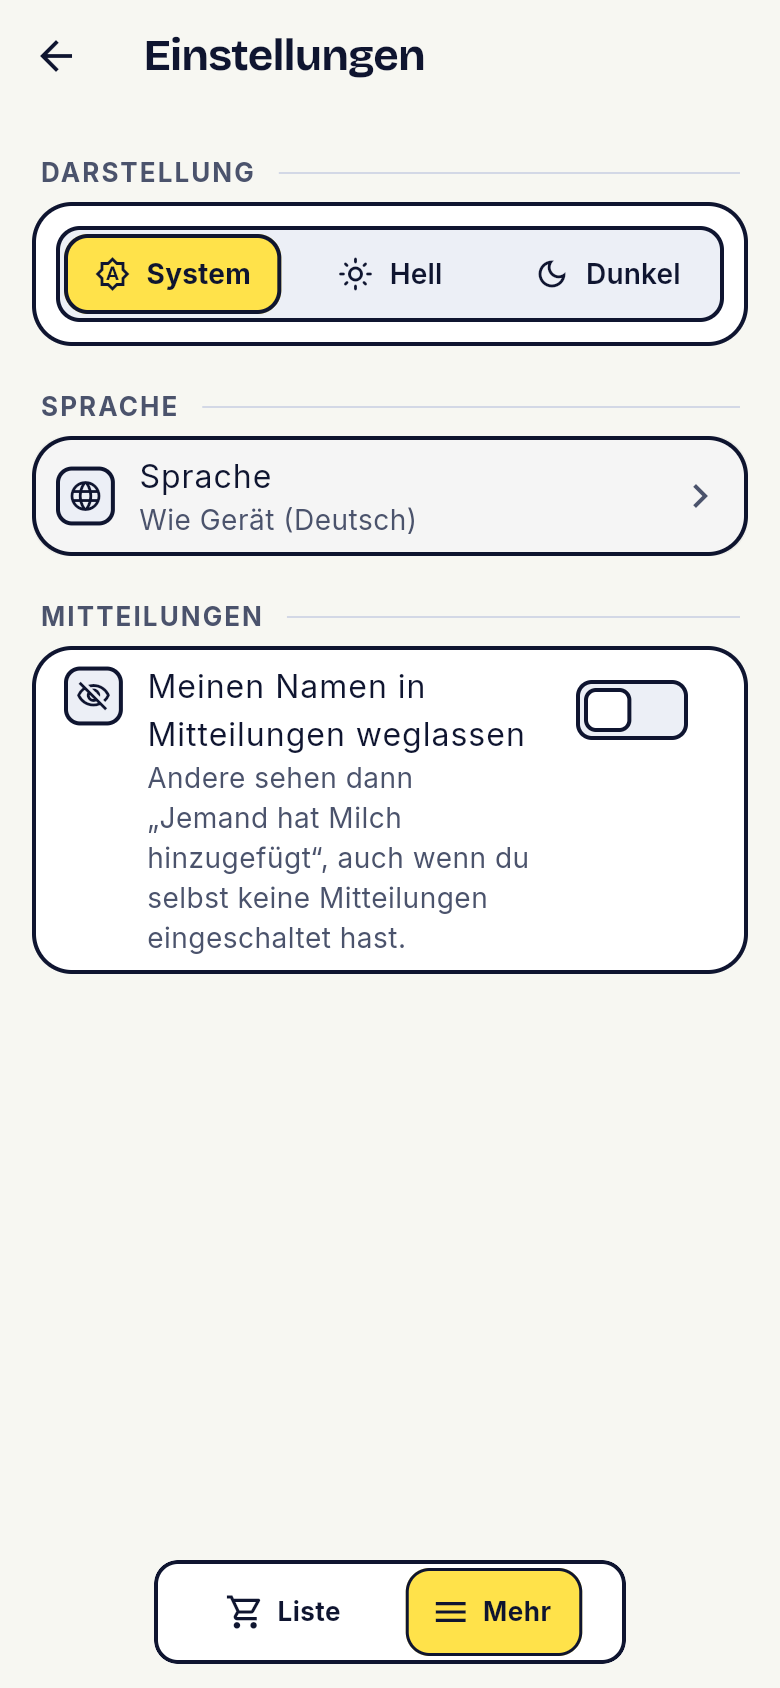 Einstellungen
DARSTELLUNG
System
Hell
Dunkel
SPRACHE
Sprache
Wie Gerät (Deutsch)
MITTEILUNGEN
Meinen Namen in
Mitteilungen weglassen
Andere sehen dann
„Jemand hat Milch
hinzugefügt“, auch wenn du
selbst keine Mitteilungen
eingeschaltet hast.
Liste
Mehr